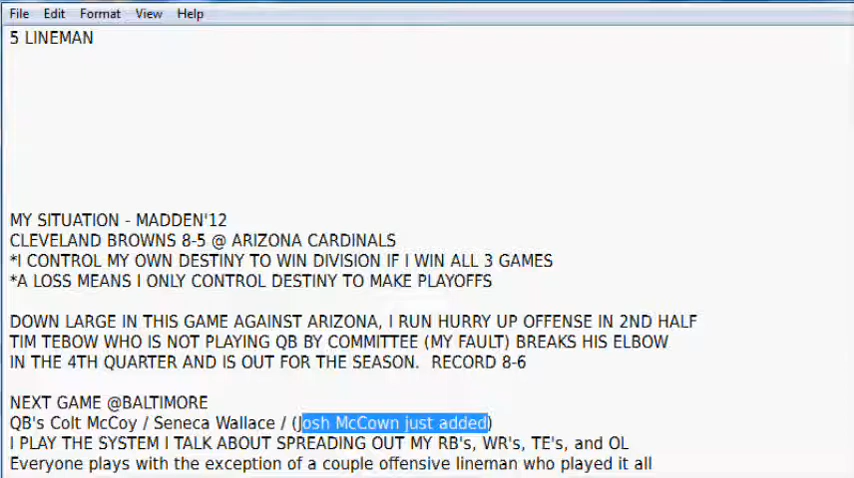 File Edit Format View Help
5 LINEMAN
MY SITUATION - MADDEN'12
CLEVELAND BROWNS 8-5 @ ARIZONA CARDINALS
*I CONTROL MY OWN DESTINY TO WIN DIVISION IF I WIN ALL 3 GAMES
*A LOSS MEANS I ONLY CONTROL DESTINY TO MAKE PLAYOFFS
DOWN LARGE IN THIS GAME AGAINST ARIZONA, I RUN HURRY UP OFFENSE IN 2ND HALF
TIM TEBOW WHO IS NOT PLAYING QB BY COMMITTEE (MY FAULT) BREAKS HIS ELBOW
IN THE 4TH QUARTER AND IS OUT FOR THE SEASON.  RECORD 8-6
NEXT GAME @BALTIMORE
QB's Colt McCoy / Seneca Wallace / (Josh McCown just added)
I PLAY THE SYSTEM I TALK ABOUT SPREADING OUT MY RB's, WR's, TE's, and OL
Everyone plays with the exception of a couple offensive lineman who played it all